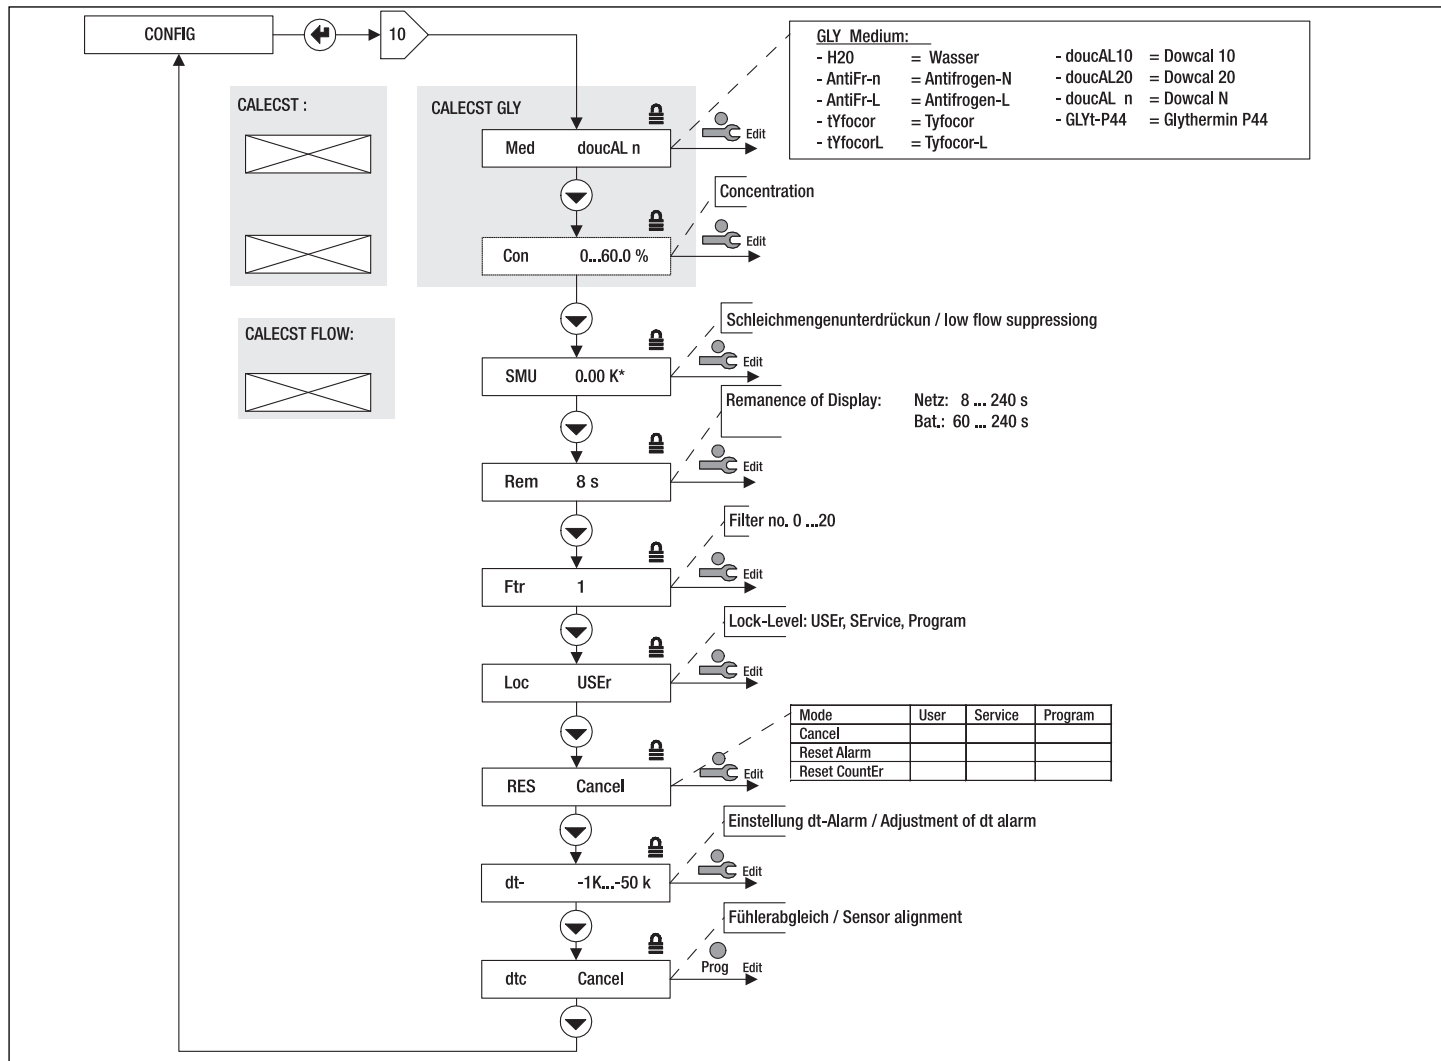 CONFIG
10
GLY Medium:
- H20 = Wasser
- AntiFr-n = Antifrogen-N
- AntiFr-L = Antifrogen-L
- tYfocor = Tyfocor
- tYfocorL = Tyfocor-L
- doucAL10 = Dowcal 10
- doucAL20 = Dowcal 20
- doucAL n = Dowcal N
- GLYt-P44 = Glythermin P44
CALECST :
CALECST GLY
Med doucAL n
Edit
Concentration
Con 0...60.0 %
Edit
CALECST FLOW:
Schleichmengenunterdrückun / low flow suppressiong
SMU 0.00 K*
Edit
Remanence of Display: Netz: 8 ... 240 s
Bat.: 60 ... 240 s
Rem 8 s
Edit
Filter no. 0 ...20
Ftr 1
Edit
Lock-Level: USEr, SErvice, Program
Loc USEr
Edit
Mode User Service Program
Cancel
Reset Alarm
Reset CountEr
RES Cancel
Edit
Einstellung dt-Alarm / Adjustment of dt alarm
dt- -1K...-50 k
Edit
Fühlerabgleich / Sensor alignment
dtc Cancel
Prog Edit